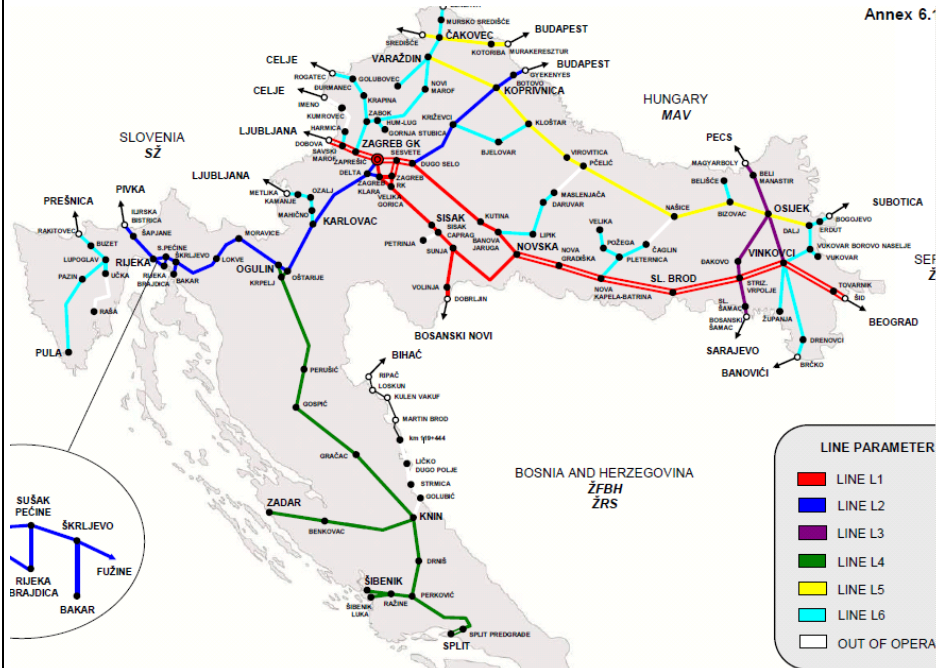 Annex 6.1
MURSKO SREDIŠĆE
SREDIŠĆE
ČAKOVEC
BUDAPEST
KOTORIBA
MURAKERESZTUR
VARAŽDIN
CELJE
ROGATEC
GOLUBOVEC
BUDAPEST
GYEKENYES
BOTOVO
ĐURMANEC
CELJE
NOVI
MAROF
KOPRIVNICA
IMENO
KRAPINA
KUMROVEC
ZABOK
HUM-LUG
GORNJA STUBICA
KRIŽEVCI
HUNGARY
MAV
HARMICA
KLOŠTAR
SLOVENIA
SŽ
LJUBLJANA
DOBOVA
ZAGREB GK
SESVETE
PECS
SAVSKI
MAROF
ZAPREŠIĆ
DUGO SELO
BJELOVAR
VIROVITICA
PČELIĆ
MAGYARBOLY
BELI
MANASTIR
DELTA
ZAGREB
KLARA
ZAGREB
RK
VELIKA
GORICA
LJUBLJANA
METLIKA
KAMANJE
OZALJ
MAHIČNO
MASLENJAČA
DARUVAR
BELIŠĆE
OSIJEK
SUBOTICA
PREŠNICA
PIVKA
ILIRSKA
BISTRICA
KARLOVAC
SISAK
SISAK
CAPRAG
KUTINA
VELIKA
NAŠICE
BIZOVAC
DALJ
BOGOJEVO
ERDUT
RAKITOVEC
ŠAPJANE
MORAVICE
PETRINJA
SUNJA
BANOVA
JARUGA
LIPIK
POŽEGA
ČAGLIN
VUKOVAR BOROVO NASELJE
VUKOVAR
BUZET
S.PEĆINE
ŠKRLJEVO
NOVSKA
PLETERNICA
LUPOGLAV
RIJEKA
LOKVE
OGULIN
NOVA
GRADIŠKA
ĐAKOVO
VINKOVCI
PAZIN
UČKA
RIJEKA
BRAJDICA
BAKAR
OŠTARIJE
KRPELJ
VOLINJA
DOBRLJIN
NOVA
KAPELA-BATRINA
SL. BROD
STRIZ.
VRPOLJE
TOVARNIK
ŠID
RAŠA
BOSANSKI NOVI
SL.
ŠAMAC
BOSANSKI
ŠAMAC
ŽUPANJA
BEOGRAD
PULA
SARAJEVO
DRENOVCI
BIHAĆ
BANOVIĆI
BRČKO
PERUŠIĆ
RIPAČ
LOSKUN
KULEN VAKUF
GOSPIĆ
MARTIN BROD
km 119+444
GRAČAC
LIČKO
DUGO POLJE
BOSNIA AND HERZEGOVINA
ŽFBH
ŽRS
STRMICA
GOLUBIĆ
ZADAR
KNIN
BENKOVAC
DRNIŠ
ŠIBENIK
ŠIBENIK
LUKA
RAŽINE
PERKOVIĆ
SPLIT PREDGRAĐE
SPLIT
SUŠAK
PEĆINE
ŠKRLJEVO
RIJEKA
BRAJDICA
FUŽINE
BAKAR
LINE PARAMETER
LINE L1
LINE L2
LINE L3
LINE L4
LINE L5
LINE L6
OUT OF OPERA